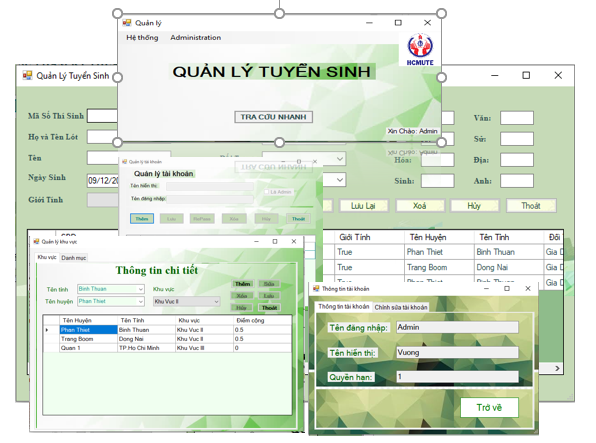 Quản lý
Hệ thống Administration
HCMUTE
QUẢN LÝ TUYỂN SINH
TRA CỨU NHANH
Xin Chào: Admin
Quản Lý Tuyển Sinh
Mã Số Thí Sinh
Họ và Tên Lót
Tên
Ngày Sinh 09/12/20
Giới Tính
Văn:
Sử:
Hóa: Địa:
Sinh: Anh:
Lưu Lại Xoá Hủy Thoát
Giới Tính Tên Huyện Tên Tỉnh Đối
True Phan Thiet Binh Thuan Gia D
True Trang Boom Dong Nai Gia D
Quản lý tài khoản
Quản lý tài khoản
Tên hiển thị:
Tên đăng nhập:
Là Admin
Thêm Lưu Xóa Hủy Thoát
Quản lý khu vực
Khu vực Danh mục
Thông tin chi tiết
Tên tỉnh Binh Thuan Khu vực
Tên huyện Phan Thiet Khu Vuc II
Thêm Sửa
Xóa Lưu
Hủy Thoát
Tên Huyện Tên Tỉnh Khu vực Điểm cộng
Phan Thiet Binh Thuan Khu Vuc II 0.5
Trang Boom Dong Nai Khu Vuc II 0.5
Quan 1 TP Ho Chi Minh Khu Vuc III 0
Thông tin tài khoản
Thông tin tài khoản Chỉnh sửa tài khoản
Tên đăng nhập: Admin
Tên hiển thị: Vuong
Quyền hạn: 1
Trở về